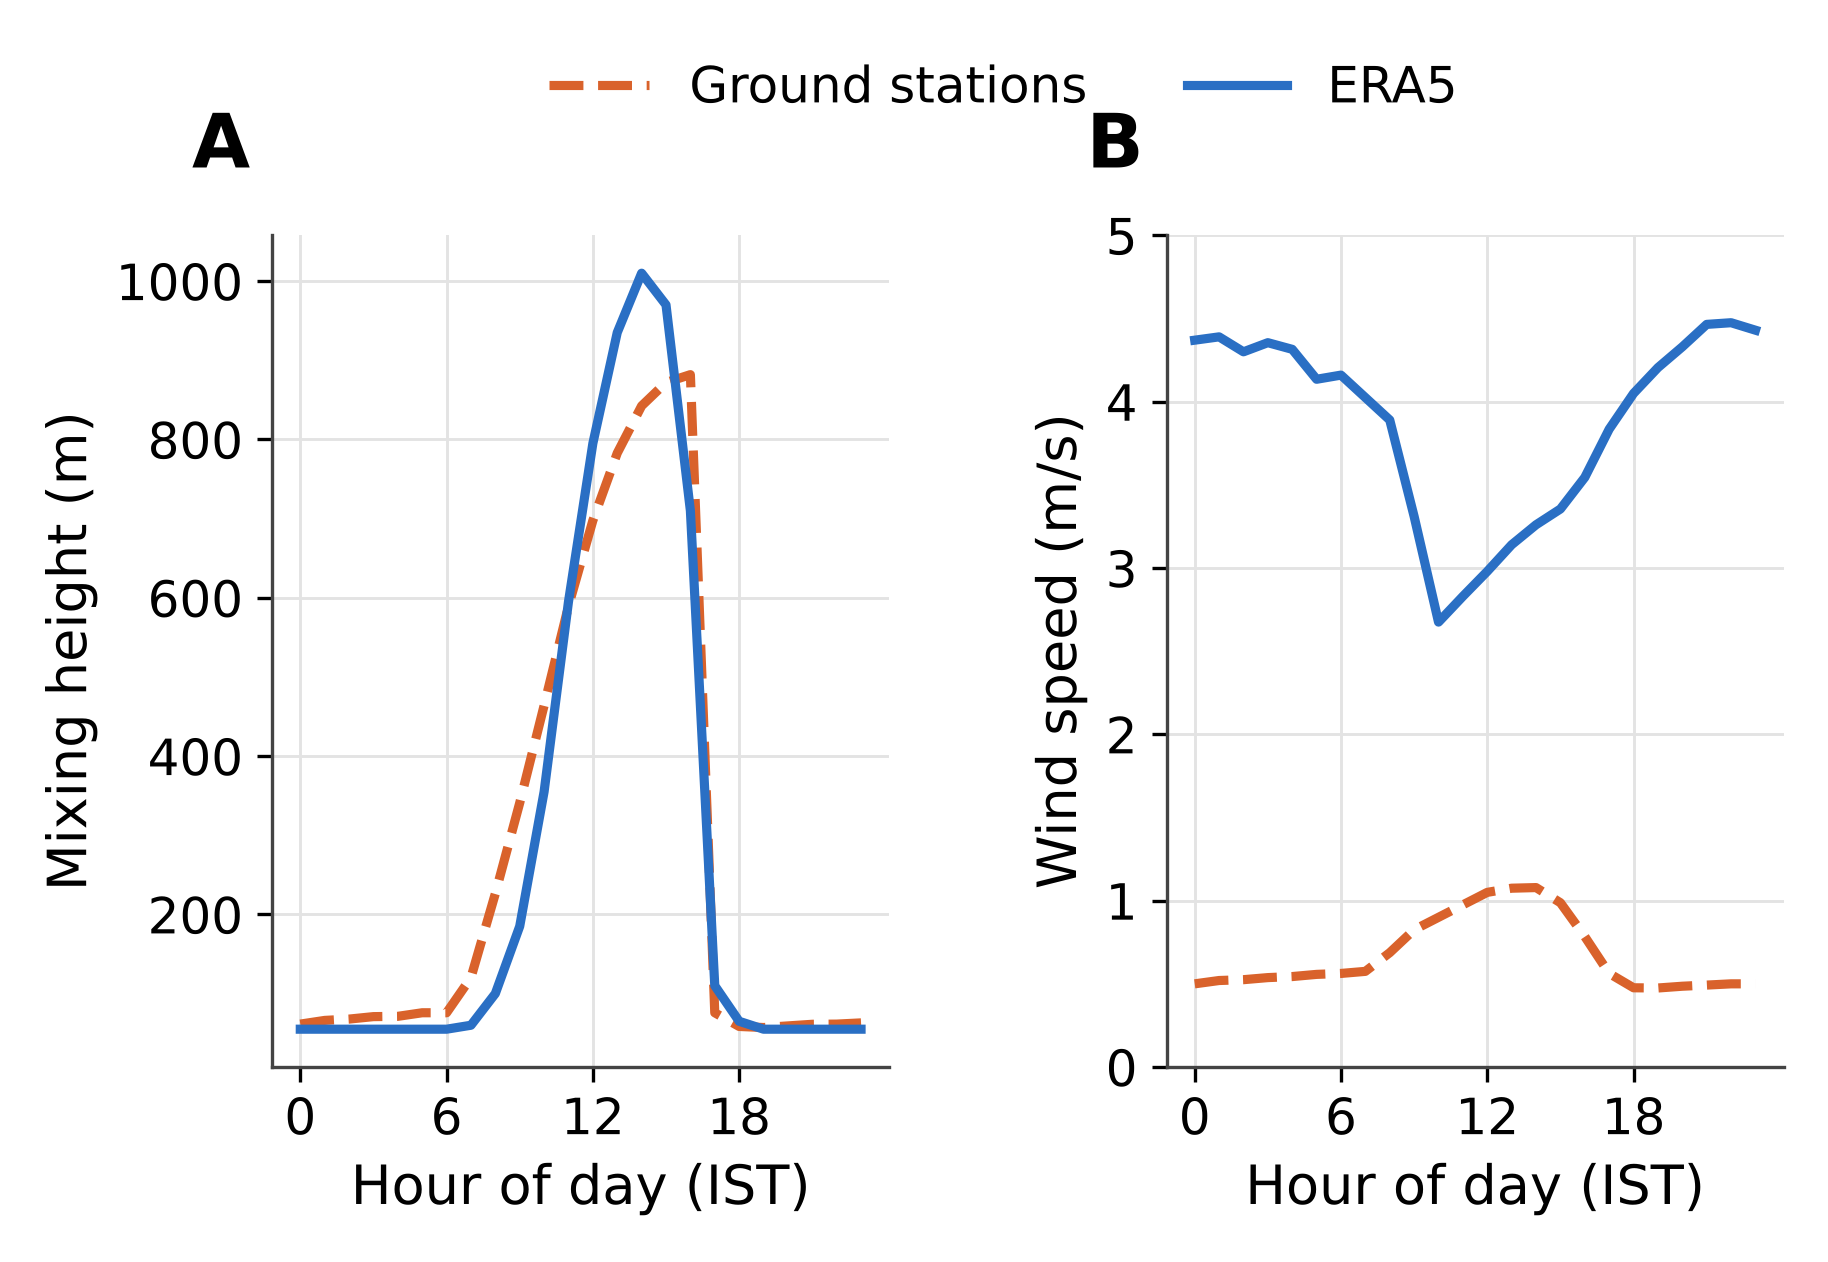 Ground stations
ERA5
A
B
Mixing height (m)
1000
800
600
400
200
0
6
12
18
Hour of day (IST)
Wind speed (m/s)
5
4
3
2
1
0
0
6
12
18
Hour of day (IST)